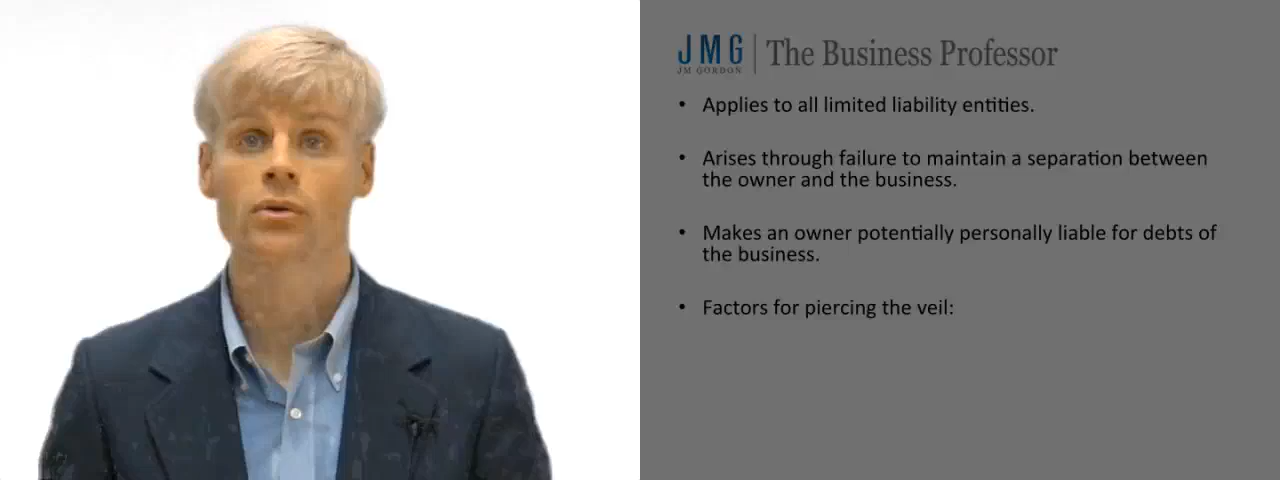 JMG | The Business Professor
JM GORDON
• Applies to all limited liability entities.
• Arises through failure to maintain a separation between
the owner and the business.
• Makes an owner potentially personally liable for debts of
the business.
• Factors for piercing the veil: